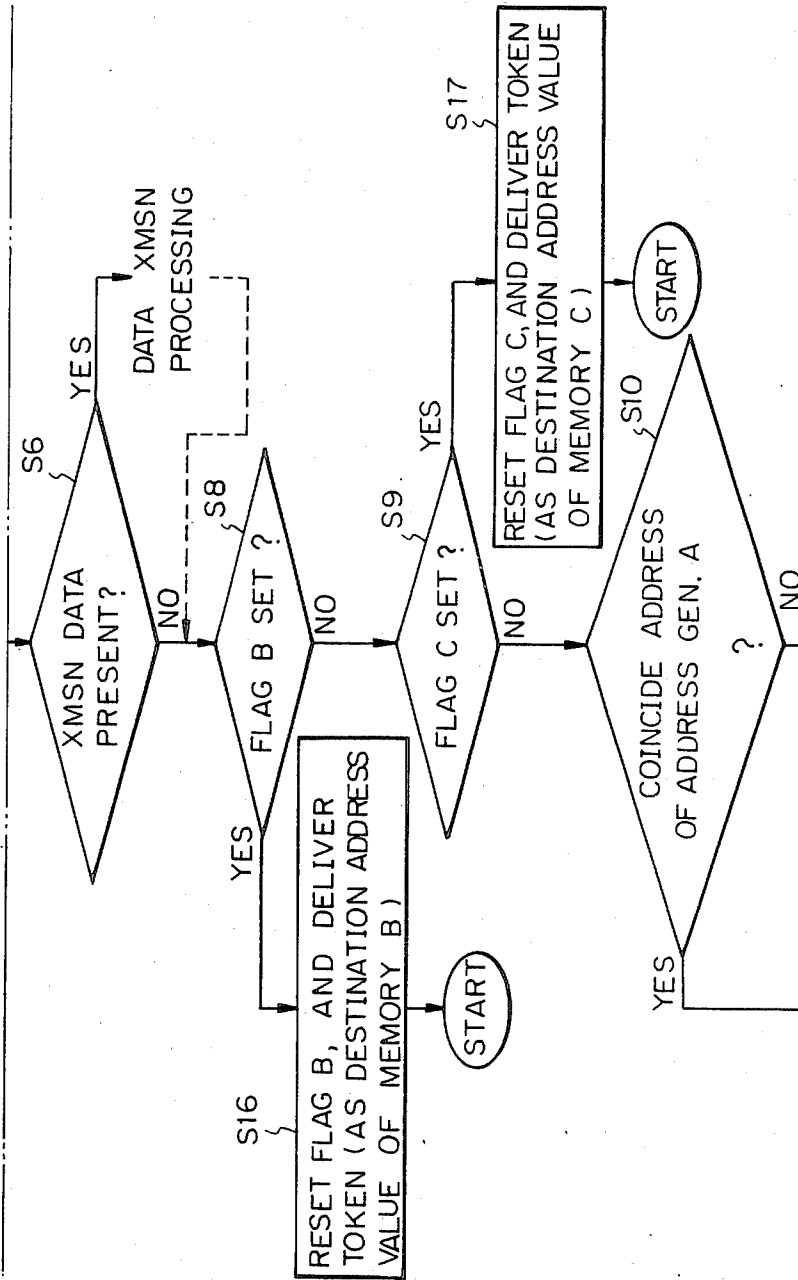 S6
XMSN DATA
PRESENT?
YES
DATA XMSN
PROCESSING
NO
S8
FLAG B SET ?
YES
NO
S16
RESET FLAG B, AND DELIVER
TOKEN (AS DESTINATION ADDRESS
VALUE OF MEMORY B)
START
S9
FLAG C SET ?
YES
NO
S17
RESET FLAG C, AND DELIVER TOKEN
(AS DESTINATION ADDRESS VALUE
OF MEMORY C)
START
S10
COINCIDE ADDRESS
OF ADDRESS GEN. A
?
YES
NO